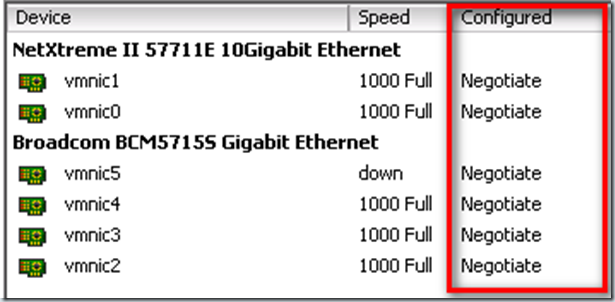 Device Speed Configured
NetXtreme II 57711E 10Gigabit Ethernet
vmnic1 1000 Full Negotiate
vmnic0 1000 Full Negotiate
Broadcom BCM5715S Gigabit Ethernet
vmnic5 down Negotiate
vmnic4 1000 Full Negotiate
vmnic3 1000 Full Negotiate
vmnic2 1000 Full Negotiate